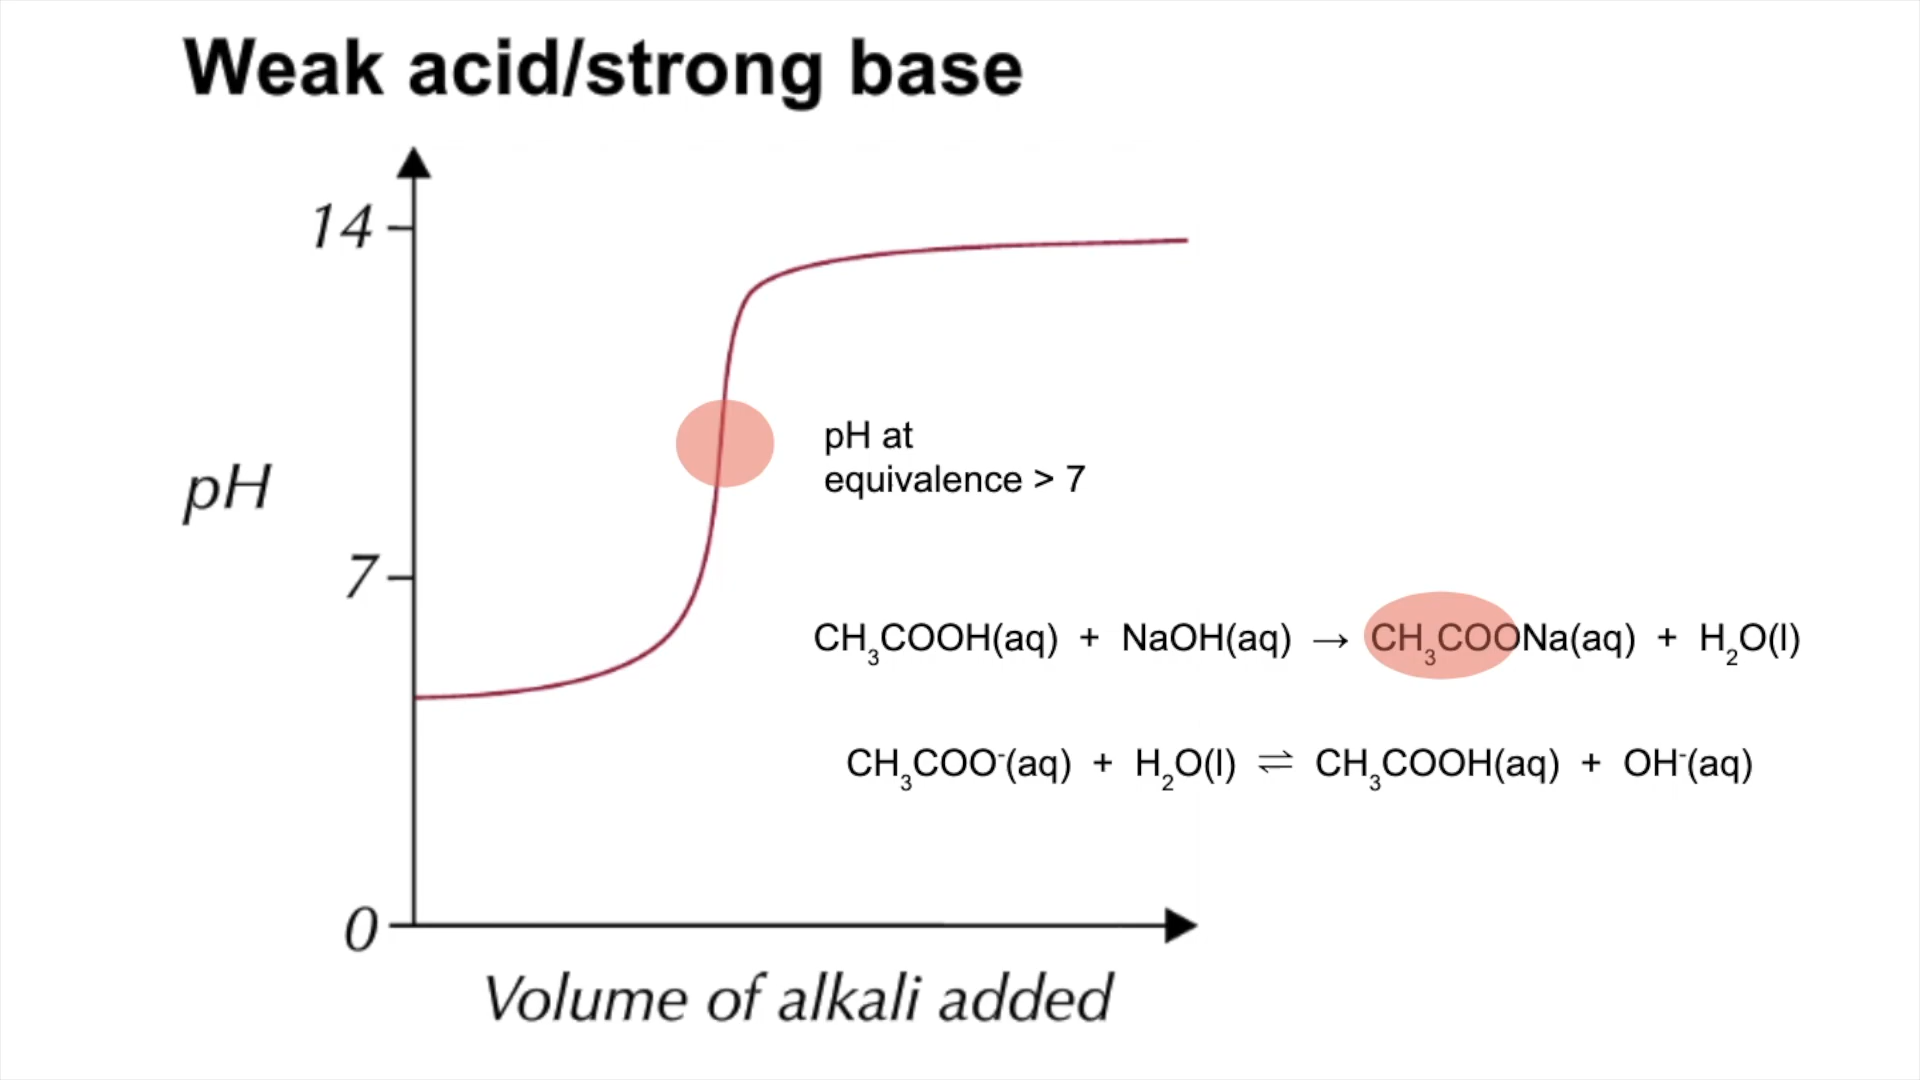 Weak acid/strong base
14
pH at
equivalence > 7
pH
7
CH₃COOH(aq) + NaOH(aq) → CH₃COONa(aq) + H₂O(l)
CH₃COO⁻(aq) + H₂O(l) ⇌ CH₃COOH(aq) + OH⁻(aq)
0
Volume of alkali added